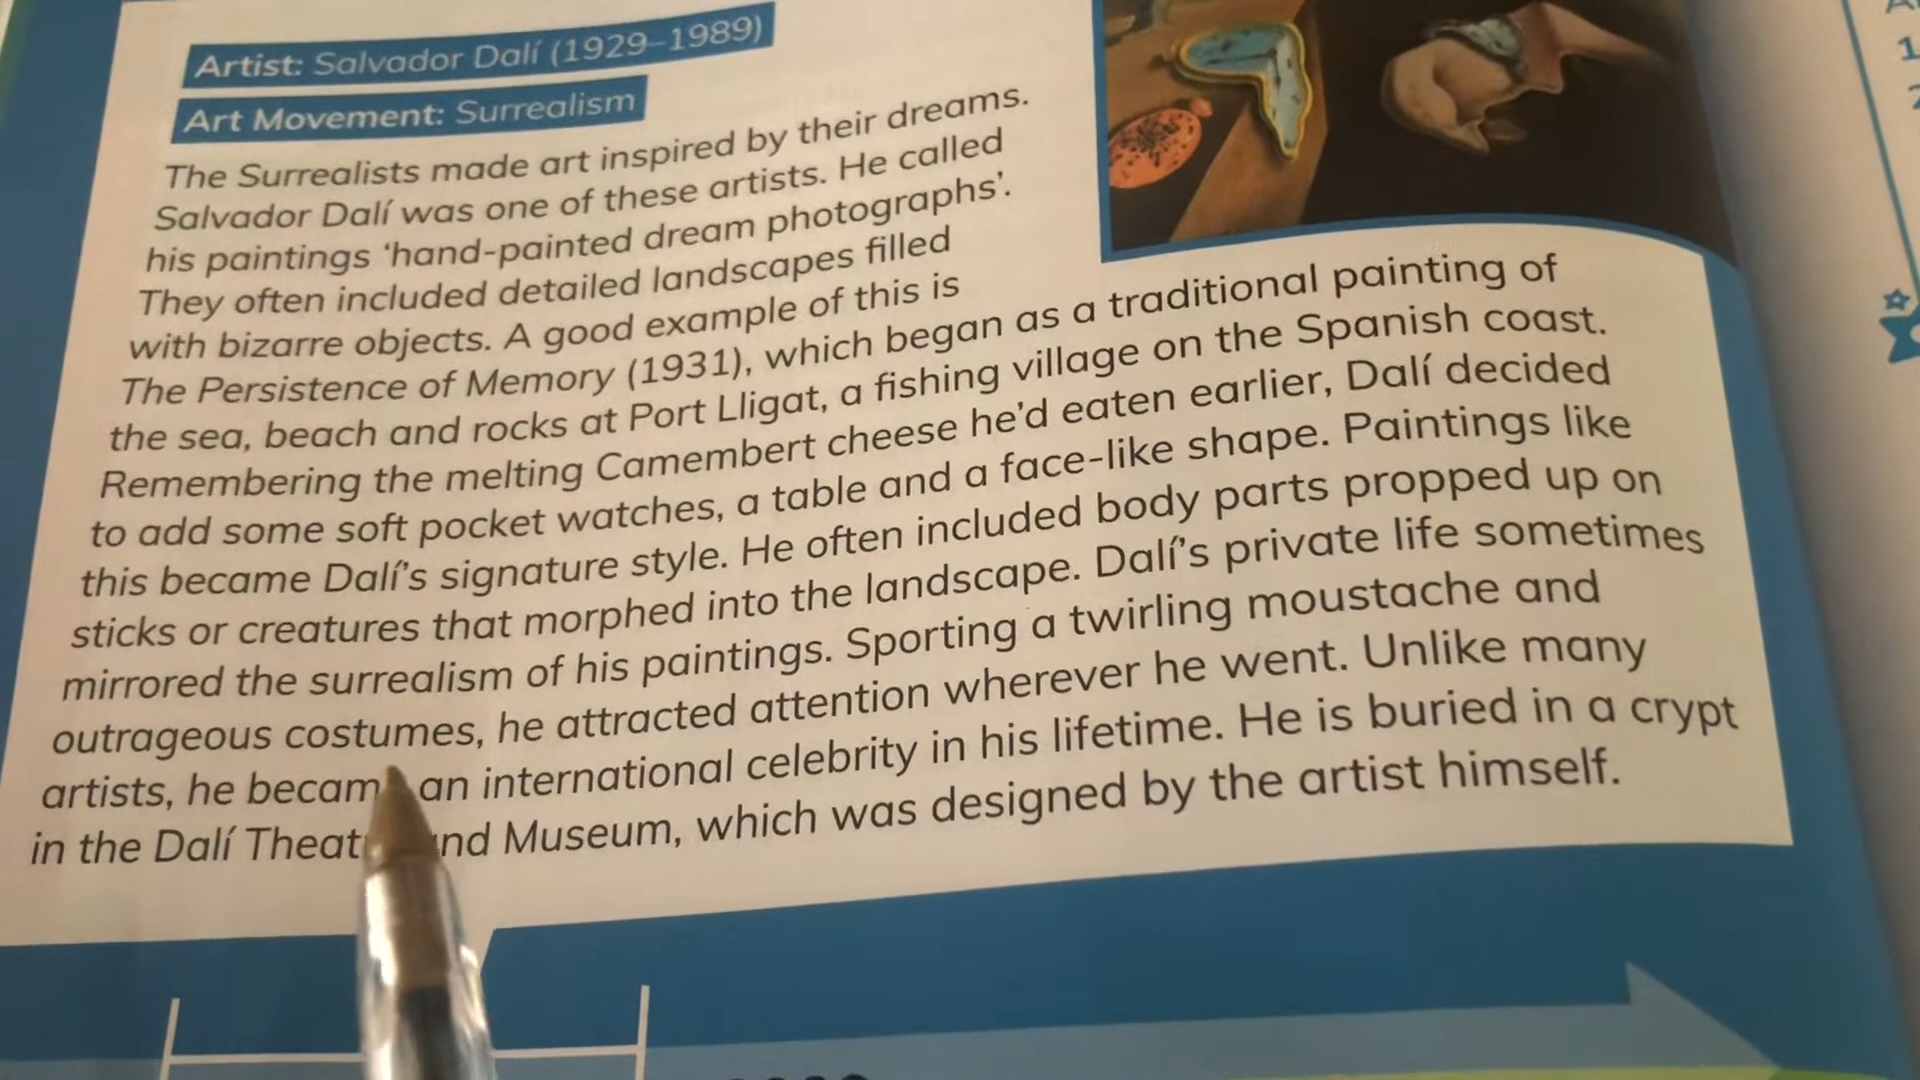 Artist: Salvador Dalí (1929–1989)
Art Movement: Surrealism
The Surrealists made art inspired by their dreams.
Salvador Dalí was one of these artists. He called
his paintings ‘hand-painted dream photographs’.
They often included detailed landscapes filled
with bizarre objects. A good example of this is
The Persistence of Memory (1931), which began as a traditional painting of
the sea, beach and rocks at Port Lligat, a fishing village on the Spanish coast.
Remembering the melting Camembert cheese he’d eaten earlier, Dalí decided
to add some soft pocket watches, a table and a face-like shape. Paintings like
this became Dalí’s signature style. He often included body parts propped up on
sticks or creatures that morphed into the landscape. Dalí’s private life sometimes
mirrored the surrealism of his paintings. Sporting a twirling moustache and
outrageous costumes, he attracted attention wherever he went. Unlike many
artists, he becam an international celebrity in his lifetime. He is buried in a crypt
in the Dalí Museum, which was designed by the artist himself.
1